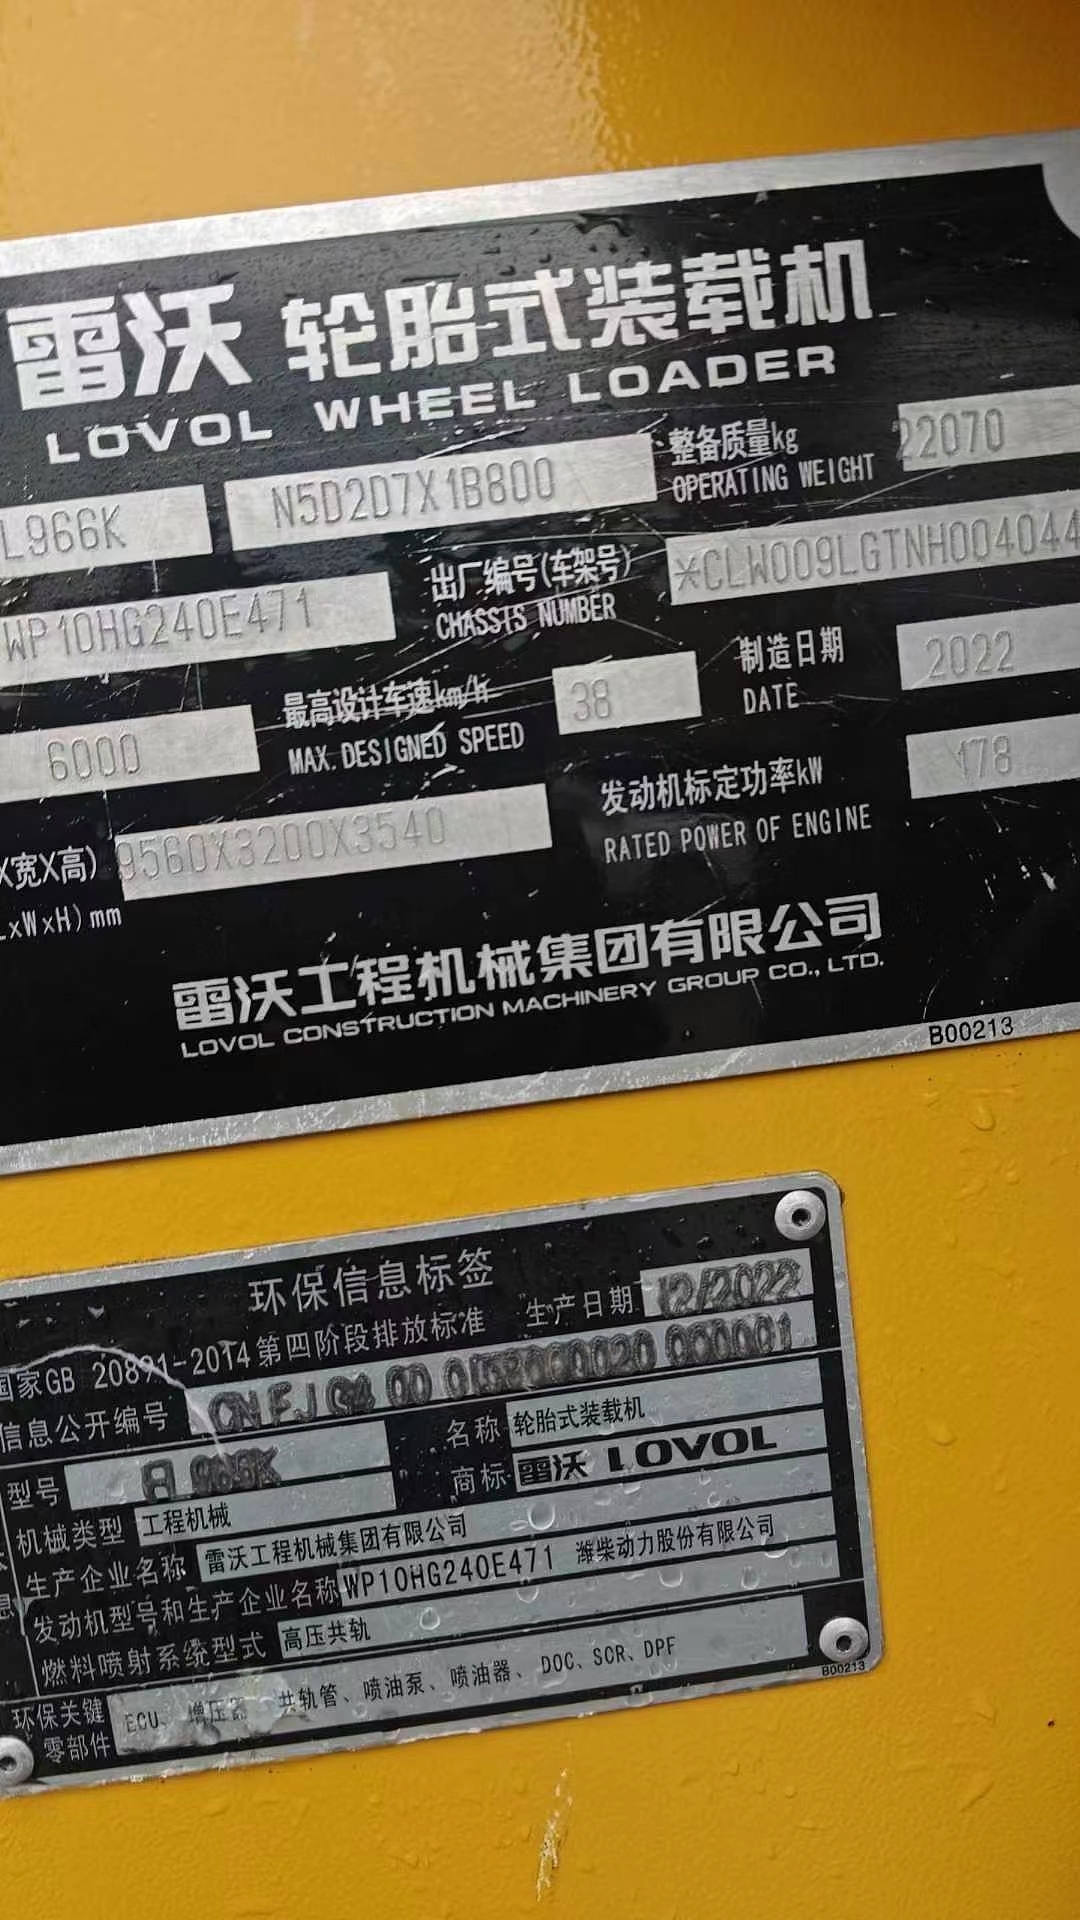 雷沃 轮胎式装载机
LOVOL WHEEL LOADER
L966K N5D2D7X1B800 整备质量kg 22070
OPERATING WEIGHT
WP10HG240E471 出厂编号(车架号) *CLW009LGTNH004044
CHASSIS NUMBER
6000 最高设计车速km/h 38 制造日期 2022
MAX. DESIGNED SPEED DATE
X宽X高) 9560X3200X3540 发动机标定功率kW 178
LxWxH) mm RATED POWER OF ENGINE
雷沃工程机械集团有限公司
LOVOL CONSTRUCTION MACHINERY GROUP CO., LTD.
B00213
环保信息标签
国家GB 20891-2014第四阶段排放标准 生产日期 12/2022
信息公开编号 CN FJ G4 00 000001
型号 名称 轮胎式装载机
商标 雷沃 LOVOL
机械类型 工程机械
生产企业名称 雷沃工程机械集团有限公司
发动机型号和生产企业名称 WP10HG240E471 潍柴动力股份有限公司
燃料喷射系统型式 高压共轨
环保关键 ECU、增压器 共轨管、喷油泵、喷油器、DOC、SCR、DPF
零部件
B00213